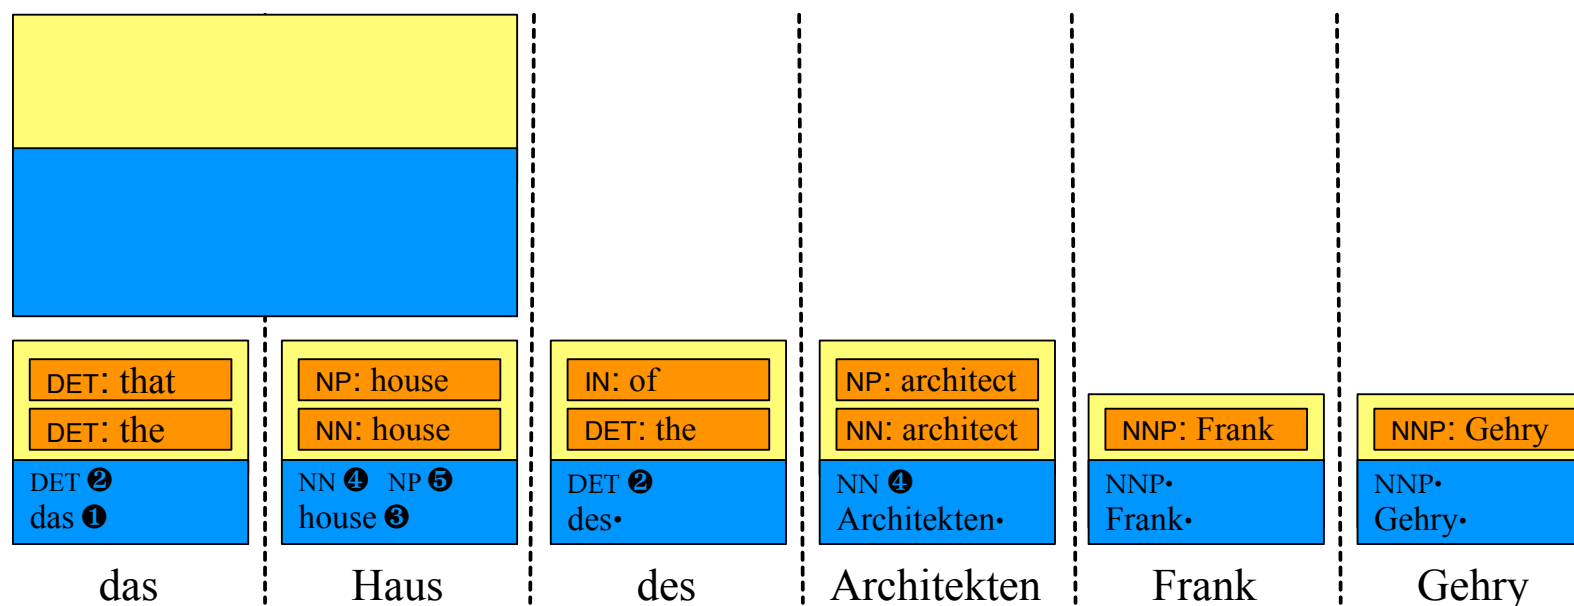 DET: that
DET: the
DET ❷
das ❶
NP: house
NN: house
NN ❹ NP ❺
house ❸
IN: of
DET: the
DET ❷
des•
NP: architect
NN: architect
NN ❹
Architekten•
NNP: Frank
NNP•
Frank•
NNP: Gehry
NNP•
Gehry•
das Haus des Architekten Frank Gehry